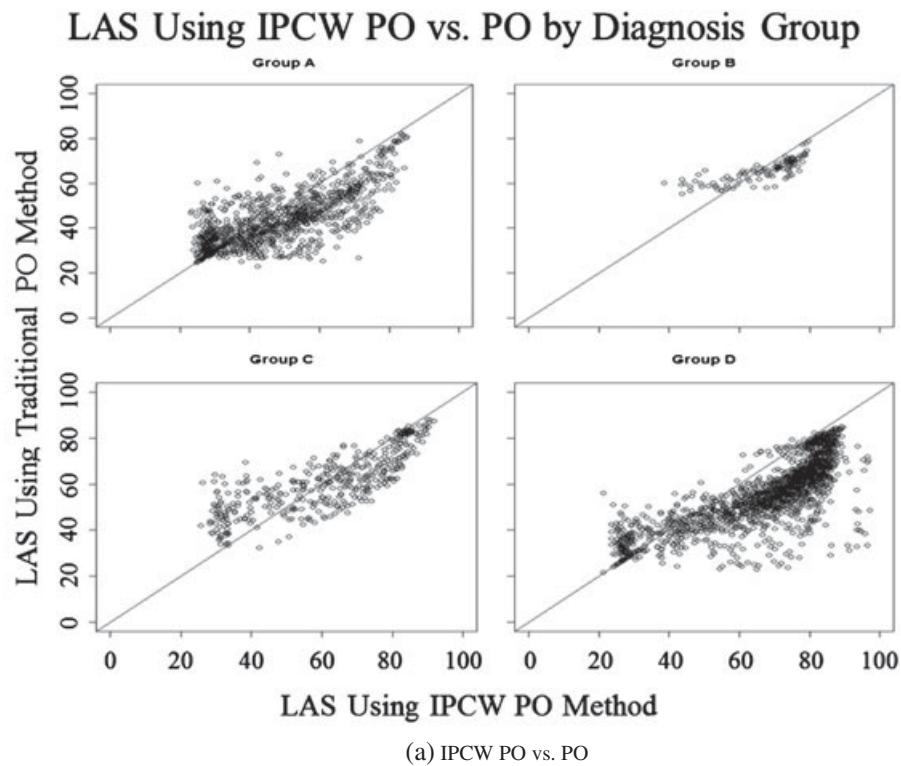 LAS Using IPCW PO vs. PO by Diagnosis Group
Group A
Group B
LAS Using Traditional PO Method
100
80
60
40
20
0
Group C
Group D
100
80
60
40
20
0
0 20 40 60 80 100
0 20 40 60 80 100
LAS Using IPCW PO Method
(a) IPCW PO vs. PO